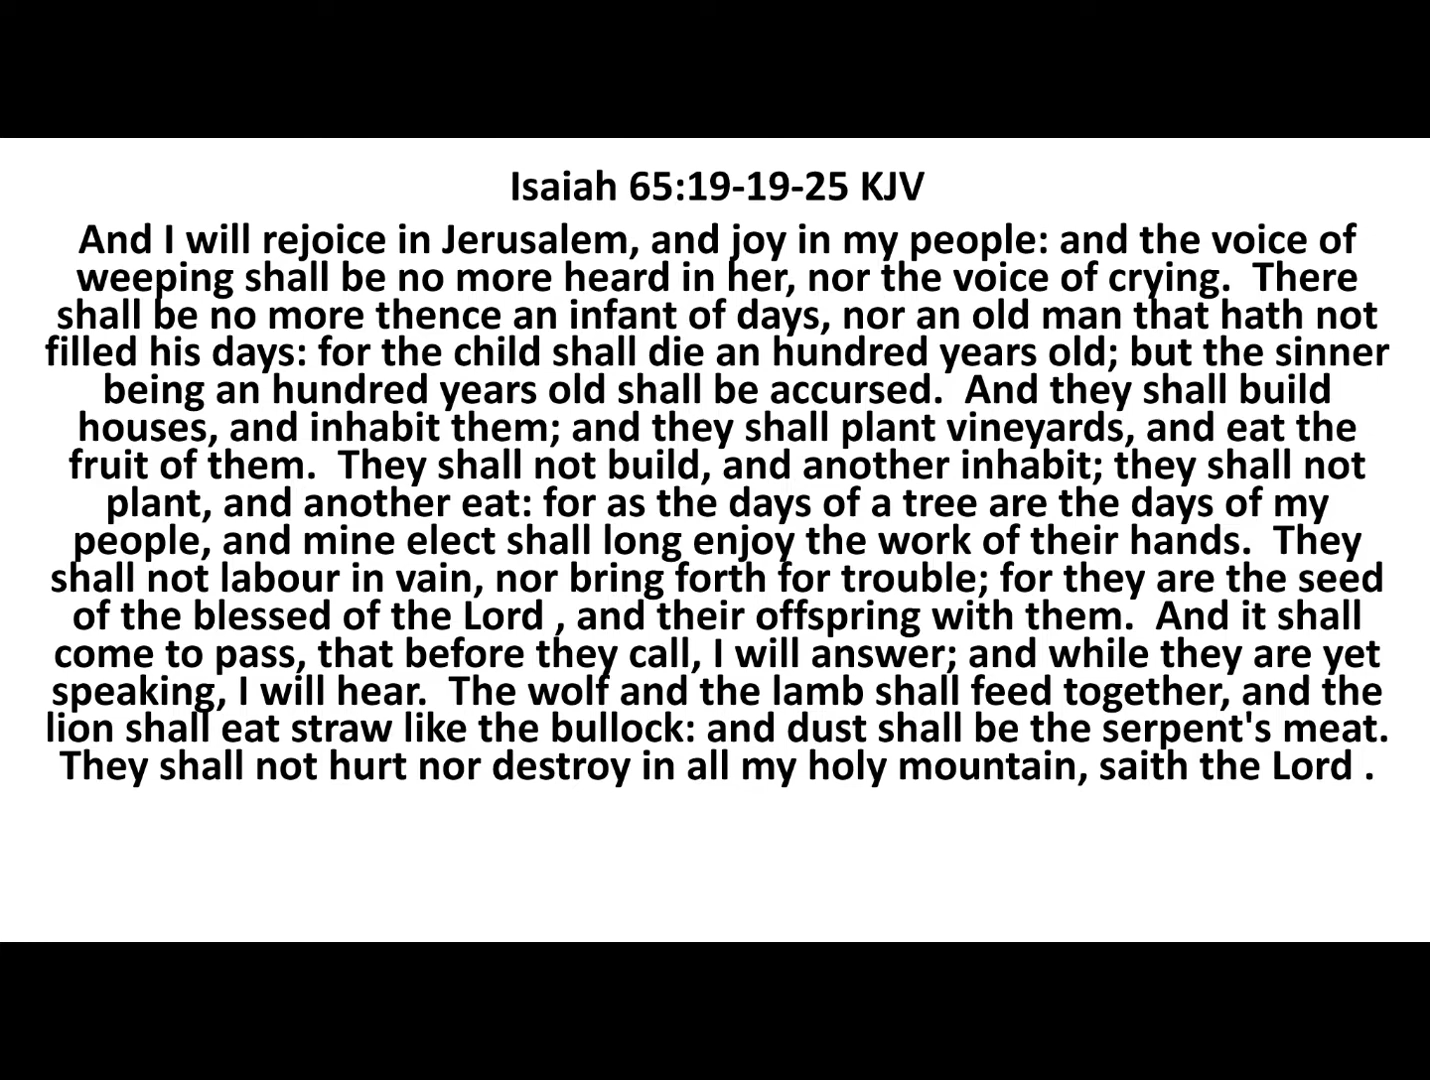 Isaiah 65:19-19-25 KJV
And I will rejoice in Jerusalem, and joy in my people: and the voice of
weeping shall be no more heard in her, nor the voice of crying.  There
shall be no more thence an infant of days, nor an old man that hath not
filled his days: for the child shall die an hundred years old; but the sinner
being an hundred years old shall be accursed.  And they shall build
houses, and inhabit them; and they shall plant vineyards, and eat the
fruit of them.  They shall not build, and another inhabit; they shall not
plant, and another eat: for as the days of a tree are the days of my
people, and mine elect shall long enjoy the work of their hands.  They
shall not labour in vain, nor bring forth for trouble; for they are the seed
of the blessed of the Lord , and their offspring with them.  And it shall
come to pass, that before they call, I will answer; and while they are yet
speaking, I will hear.  The wolf and the lamb shall feed together, and the
lion shall eat straw like the bullock: and dust shall be the serpent's meat.
They shall not hurt nor destroy in all my holy mountain, saith the Lord .